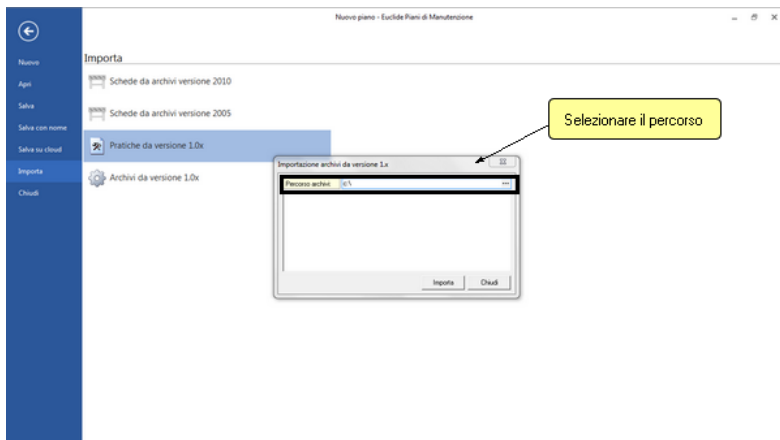 Nuovo piano - Euclide Piani di Manutenzione
Nuovo
Apri
Salva
Salva con nome
Salva su cloud
Importa
Chiudi
Importa
Schede da archivi versione 2010
Schede da archivi versione 2005
Pratiche da versione 1.0x
Archivi da versione 1.0x
Selezionare il percorso
Importazione archivi da versione 1.x
Percorso archivi C:\
Importa Chiudi